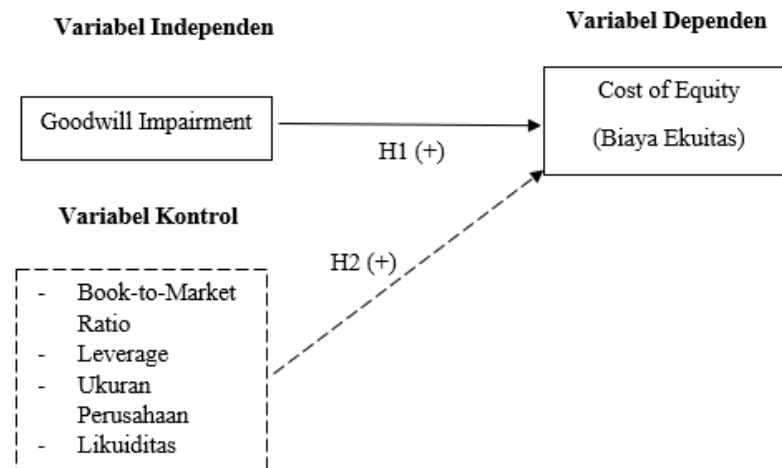 Variabel Independen
Variabel Dependen
Goodwill Impairment
H1 (+)
Cost of Equity
(Biaya Ekuitas)
Variabel Kontrol
H2 (+)
- Book-to-Market
Ratio
- Leverage
- Ukuran
Perusahaan
- Likuiditas